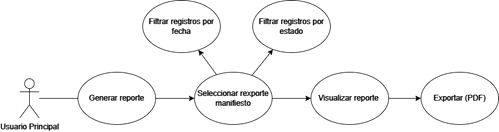 Filtrar registros por
fecha
Filtrar registros por
estado
Generar reporte
Seleccionar rexporte
manifiesto
Visualizar reporte
Exportar (PDF)
Usuario Principal